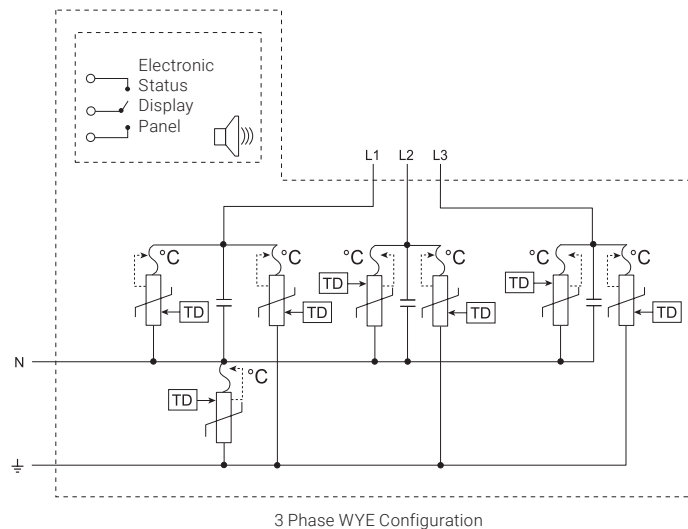 Electronic
Status
Display
Panel
L1 L2 L3
°C °C °C °C °C °C
TD TD
TD TD TD TD
N
°C
TD
3 Phase WYE Configuration